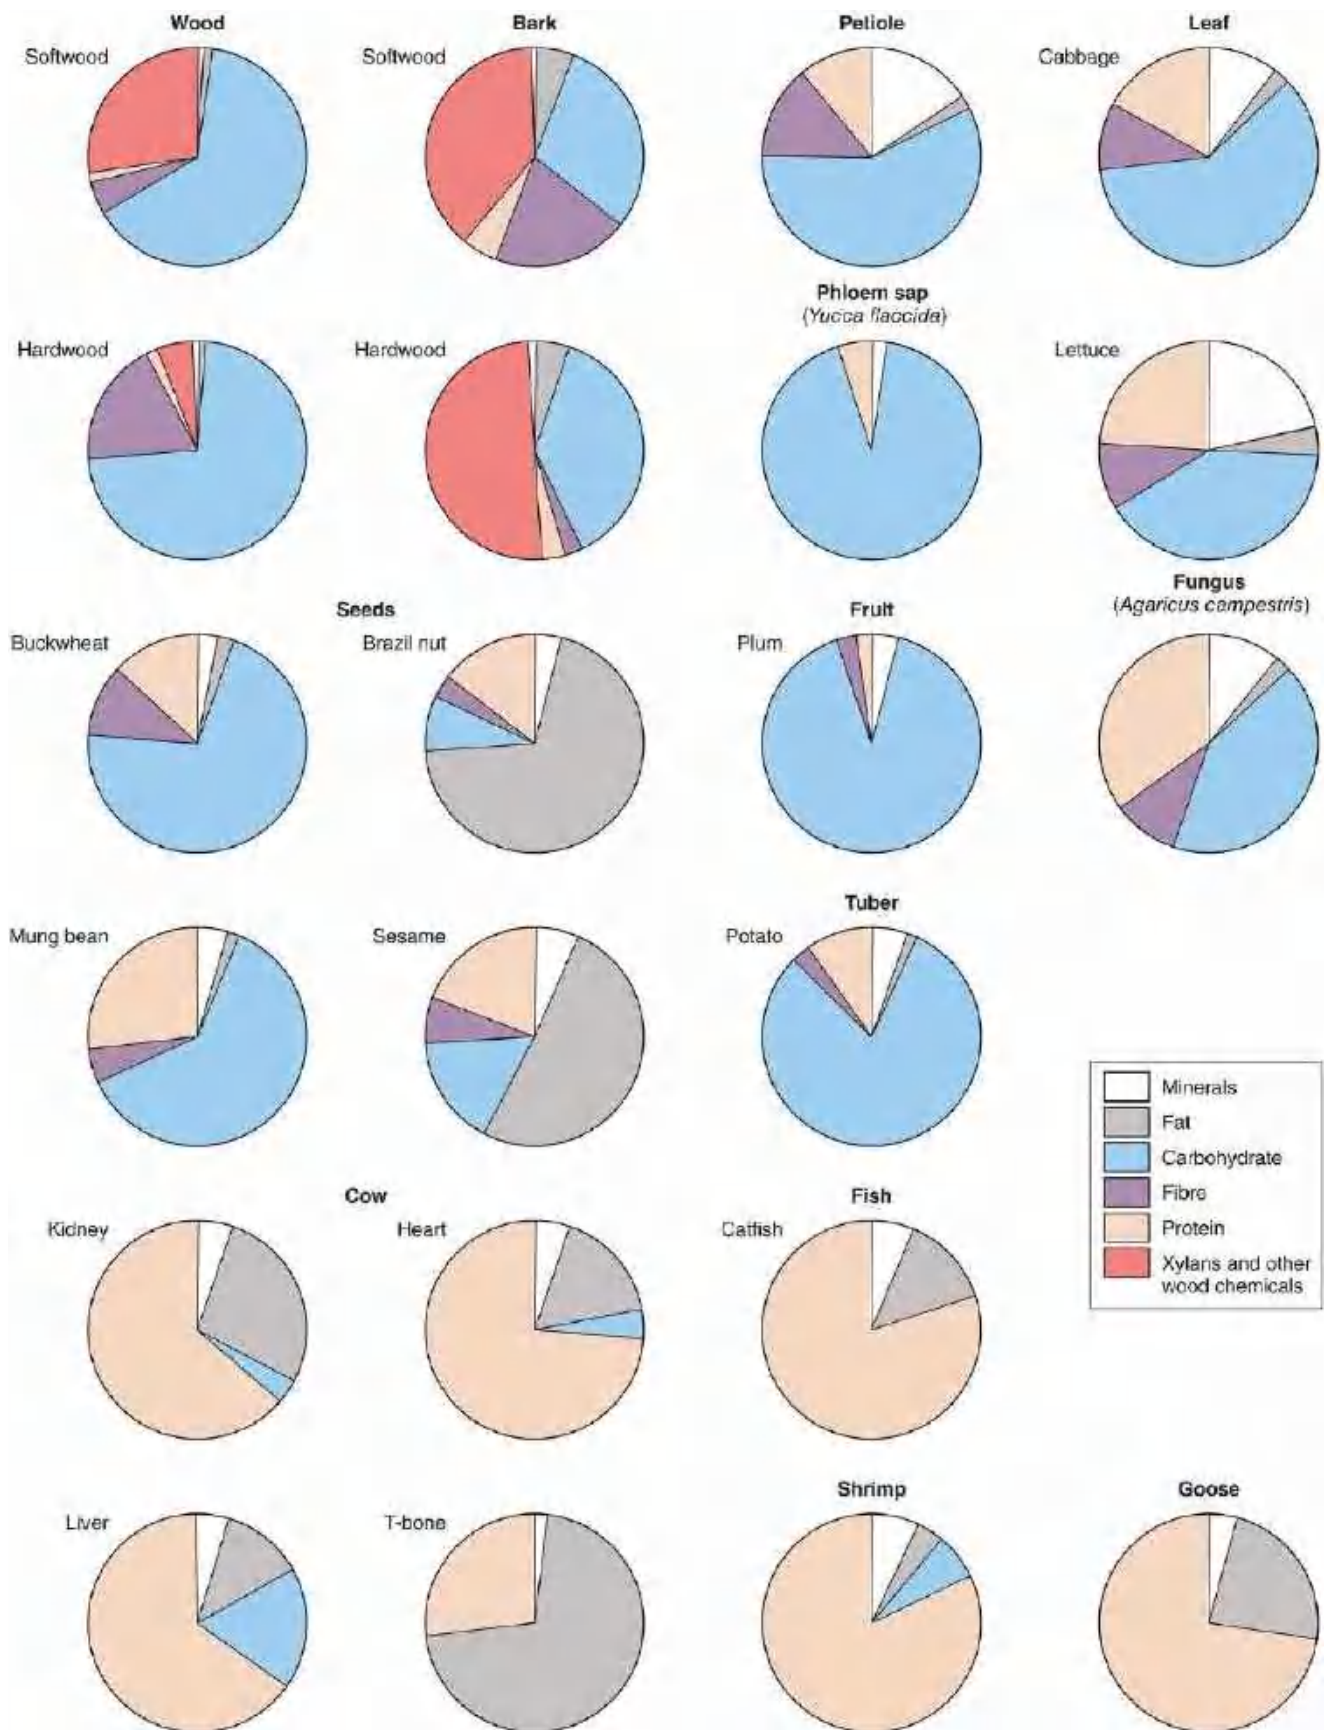 Wood
Bark
Petiole
Leaf
Softwood
Softwood
Cabbage
Phloem sap
(Yucca flaccida)
Hardwood
Hardwood
Lettuce
Fungus
(Agaricus campestris)
Seeds
Fruit
Buckwheat
Brazil nut
Plum
Tuber
Mung bean
Sesame
Potato
Minerals
Fat
Carbohydrate
Fibre
Protein
Xylans and other
wood chemicals
Cow
Fish
Kidney
Heart
Catfish
Shrimp
Goose
Liver
T-bone